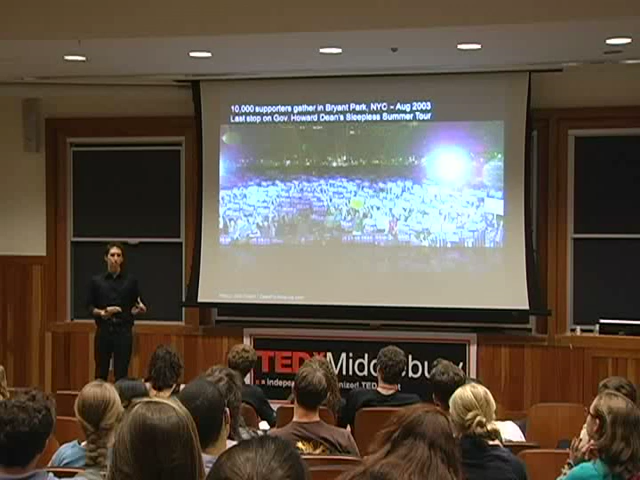 10,000 supporters gather in Bryant Park, NYC – Aug 2003
Last stop on Gov. Howard Dean's Sleepless Summer Tour
TEDxMiddlebury